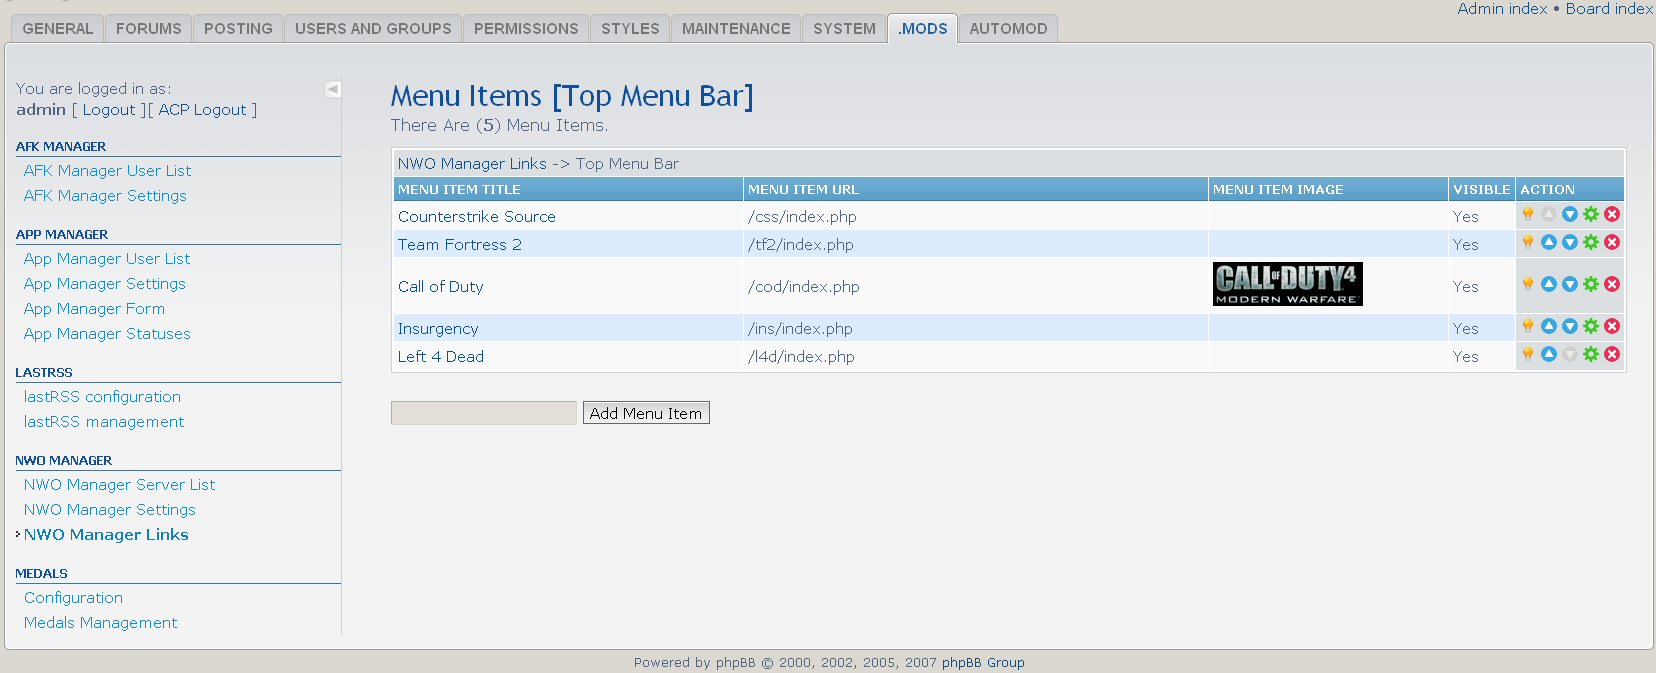 Admin index • Board index
GENERAL FORUMS POSTING USERS AND GROUPS PERMISSIONS STYLES MAINTENANCE SYSTEM .MODS AUTOMOD
You are logged in as:
admin [ Logout ][ ACP Logout ]
AFK MANAGER
AFK Manager User List
AFK Manager Settings
APP MANAGER
App Manager User List
App Manager Settings
App Manager Form
App Manager Statuses
LASTRSS
lastRSS configuration
lastRSS management
NWO MANAGER
NWO Manager Server List
NWO Manager Settings
NWO Manager Links
MEDALS
Configuration
Medals Management
Menu Items [Top Menu Bar]
There Are (5) Menu Items.
NWO Manager Links -> Top Menu Bar
MENU ITEM TITLE MENU ITEM URL MENU ITEM IMAGE VISIBLE ACTION
Counterstrike Source /css/index.php Yes
Team Fortress 2 /tf2/index.php Yes
Call of Duty /cod/index.php CALL OF DUTY 4 MODERN WARFARE Yes
Insurgency /ins/index.php Yes
Left 4 Dead /l4d/index.php Yes
Add Menu Item
Powered by phpBB © 2000, 2002, 2005, 2007 phpBB Group